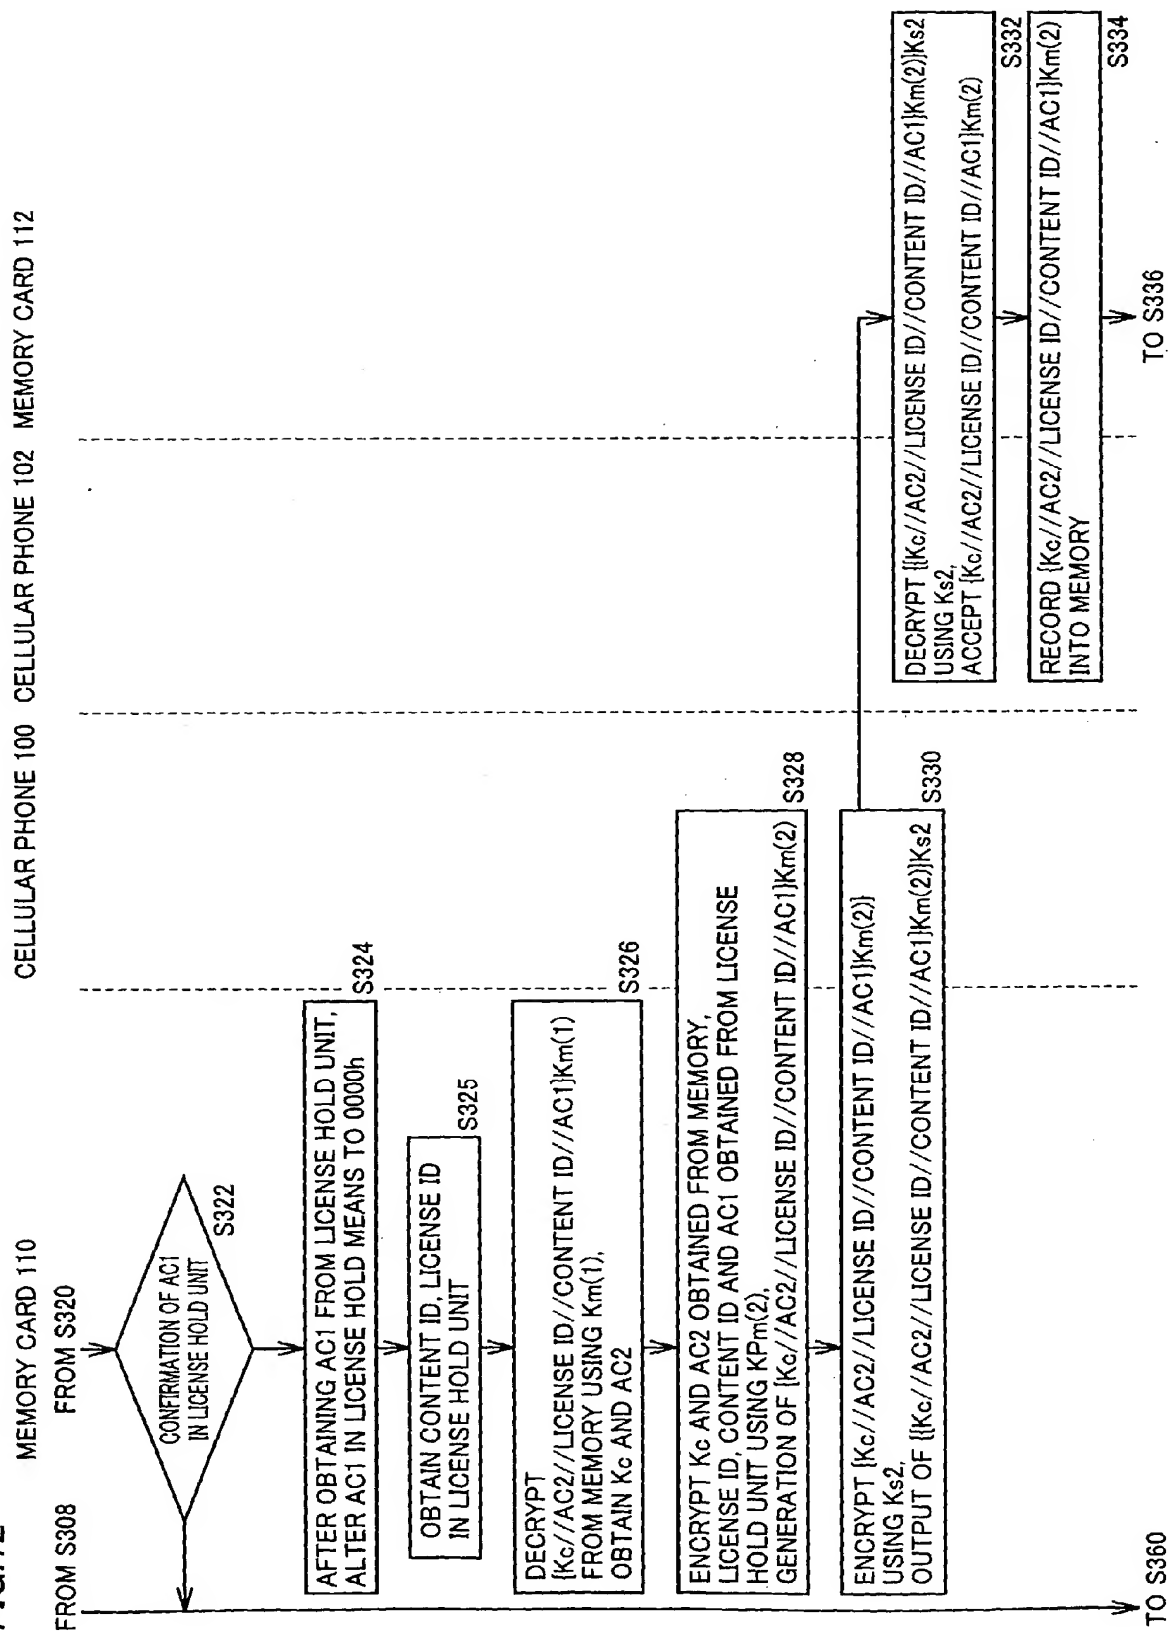 MEMORY CARD 110
CELLULAR PHONE 100
CELLULAR PHONE 102
MEMORY CARD 112
FROM S308
FROM S320
CONFIRMATION OF AC1
IN LICENSE HOLD UNIT
S322
AFTER OBTAINING AC1 FROM LICENSE HOLD UNIT,
ALTER AC1 IN LICENSE HOLD MEANS TO 0000h
S324
OBTAIN CONTENT ID, LICENSE ID
IN LICENSE HOLD UNIT
S325
DECRYPT
{Kc//AC2//LICENSE ID//CONTENT ID//AC1}Km(1)
FROM MEMORY USING Km(1),
OBTAIN Kc AND AC2
S326
ENCRYPT Kc AND AC2 OBTAINED FROM MEMORY,
LICENSE ID, CONTENT ID AND AC1 OBTAINED FROM LICENSE
HOLD UNIT USING KPm(2),
GENERATION OF {Kc//AC2//LICENSE ID//CONTENT ID//AC1}Km(2)
S328
ENCRYPT {Kc//AC2//LICENSE ID//CONTENT ID//AC1}Km(2)}
USING Ks2,
OUTPUT OF {{Kc//AC2//LICENSE ID//CONTENT ID//AC1}Km(2)}Ks2
S330
DECRYPT {{Kc//AC2//LICENSE ID//CONTENT ID//AC1}Km(2)}Ks2
USING Ks2,
ACCEPT {Kc//AC2//LICENSE ID//CONTENT ID//AC1}Km(2)
S332
RECORD {Kc//AC2//LICENSE ID//CONTENT ID//AC1}Km(2)
INTO MEMORY
S334
TO S336
TO S360